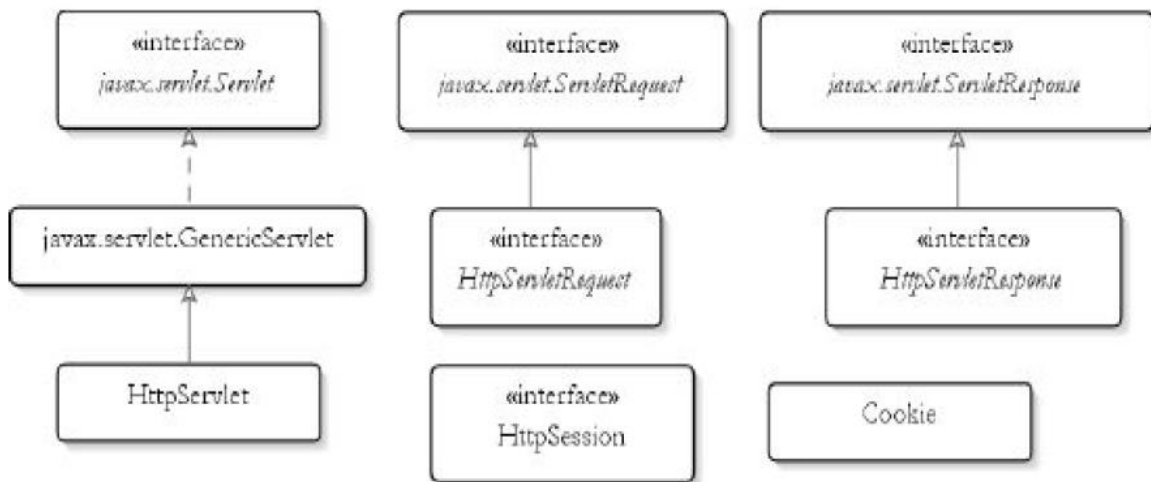 «interface»
javax.servlet.Servlet
«interface»
javax.servlet.ServletRequest
«interface»
javax.servlet.ServletResponse
javax.servlet.GenericServlet
«interface»
HttpServletRequest
«interface»
HttpServletResponse
HttpServlet
«interface»
HttpSession
Cookie